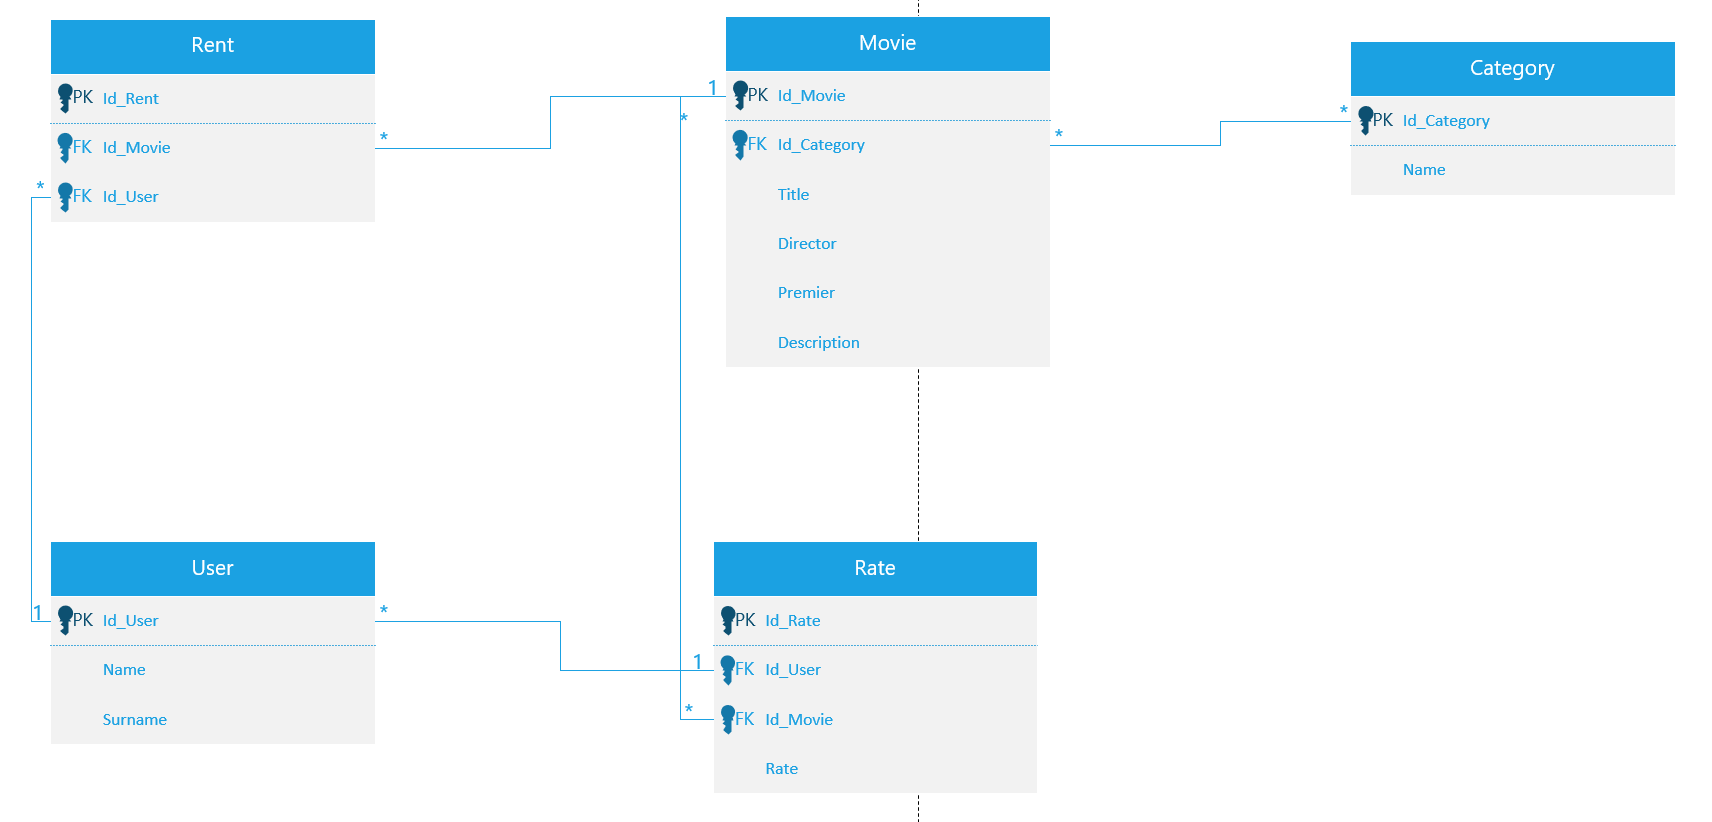 Rent
PK Id_Rent
FK Id_Movie
*
*
FK Id_User
Movie
1
PK Id_Movie
*
FK Id_Category
*
Title
Director
Premier
Description
Category
*
PK Id_Category
Name
User
1
PK Id_User
*
Name
Surname
Rate
PK Id_Rate
1
FK Id_User
*
FK Id_Movie
Rate